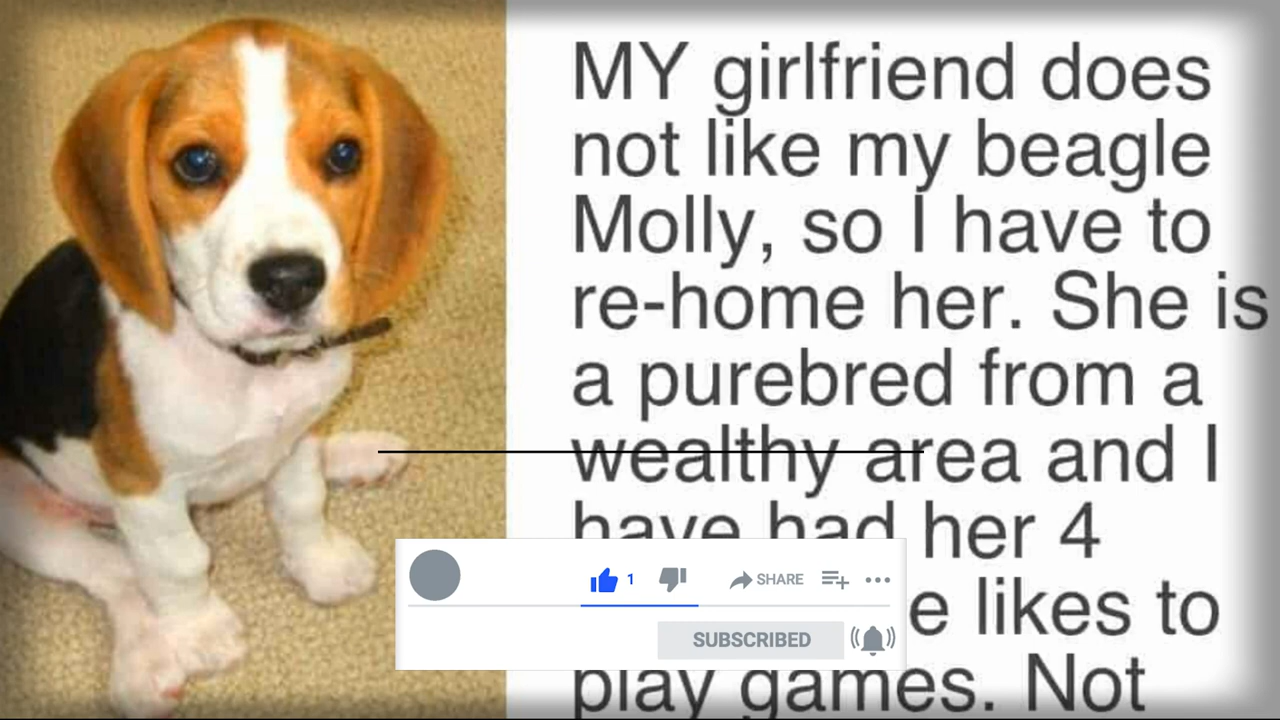 MY girlfriend does
not like my beagle
Molly, so I have to
re-home her. She is
a purebred from a
wealthy area and I
have had her 4
likes to
play games. Not
1
SHARE
SUBSCRIBED